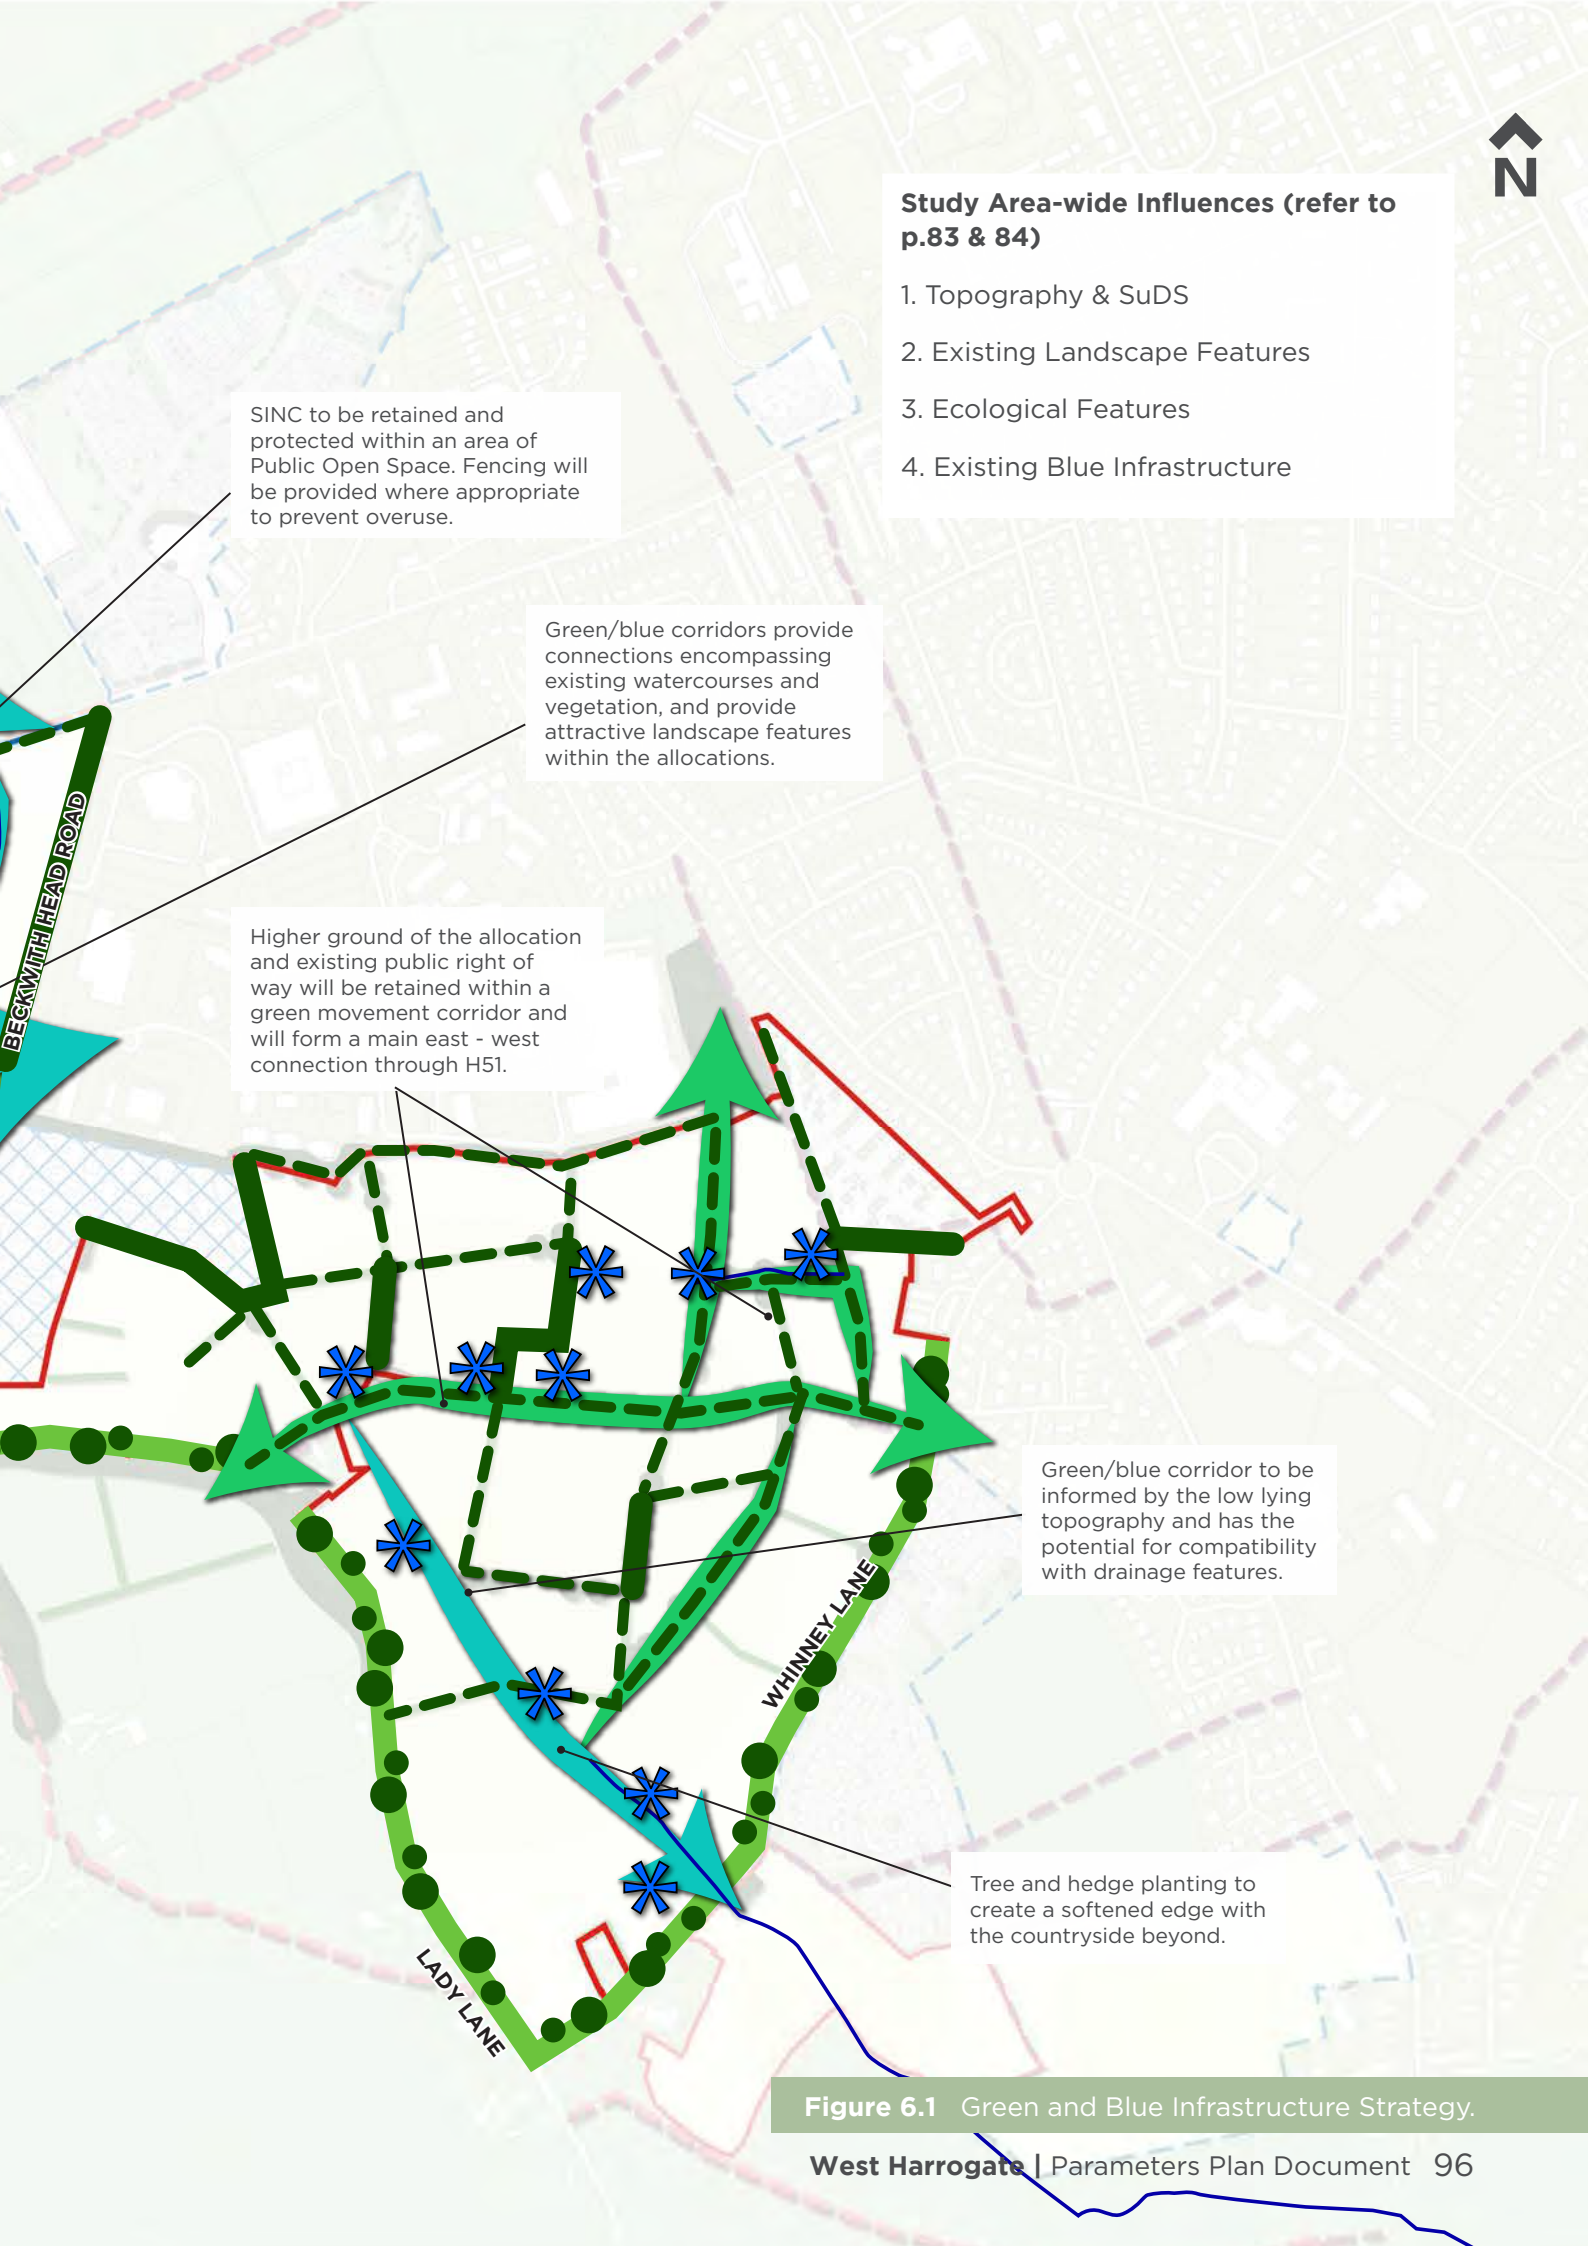 N
Study Area-wide Influences (refer to
p.83 & 84)
1. Topography & SuDS
2. Existing Landscape Features
3. Ecological Features
4. Existing Blue Infrastructure
SINC to be retained and
protected within an area of
Public Open Space. Fencing will
be provided where appropriate
to prevent overuse.
Green/blue corridors provide
connections encompassing
existing watercourses and
vegetation, and provide
attractive landscape features
within the allocations.
BECKWITH HEAD ROAD
Higher ground of the allocation
and existing public right of
way will be retained within a
green movement corridor and
will form a main east - west
connection through H51.
Green/blue corridor to be
informed by the low lying
topography and has the
potential for compatibility
with drainage features.
WHINNEY LANE
Tree and hedge planting to
create a softened edge with
the countryside beyond.
LADY LANE
Figure 6.1 Green and Blue Infrastructure Strategy.
West Harrogate | Parameters Plan Document 96